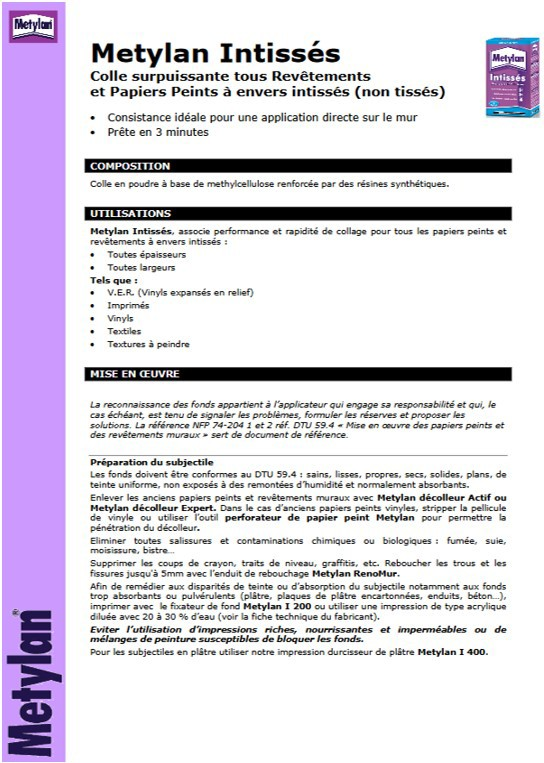 Metylan
Metylan Intissés
Colle surpuissante tous Revêtements
et Papiers Peints à envers intissés (non tissés)
Metylan
Intissés
• Consistance idéale pour une application directe sur le mur
• Prête en 3 minutes
COMPOSITION
Colle en poudre à base de methylcellulose renforcée par des résines synthétiques.
UTILISATIONS
Metylan Intissés, associe performance et rapidité de collage pour tous les papiers peints et
revêtements à envers intissés :
• Toutes épaisseurs
• Toutes largeurs
Tels que :
• V.E.R. (Vinyls expansés en relief)
• Imprimés
• Vinyls
• Textiles
• Textures à peindre
MISE EN ŒUVRE
La reconnaissance des fonds appartient à l'applicateur qui engage sa responsabilité et qui, le
cas échéant, est tenu de signaler les problèmes, formuler les réserves et proposer les
solutions. La référence NFP 74-204 1 et 2 réf. DTU 59.4 « Mise en œuvre des papiers peints et
des revêtements muraux » sert de document de référence.
Préparation du subjectile
Les fonds doivent être conformes au DTU 59.4 : sains, lisses, propres, secs, solides, plans, de
teinte uniforme, non exposés à des remontées d'humidité et normalement absorbants.
Enlever les anciens papiers peints et revêtements muraux avec Metylan décolleur Actif ou
Metylan décolleur Expert. Dans le cas d'anciens papiers peints vinyles, stripper la pellicule
de vinyle ou utiliser l'outil perforateur de papier peint Metylan pour permettre la
pénétration du décolleur.
Eliminer toutes salissures et contaminations chimiques ou biologiques : fumée, suie,
moisissure, bistre…
Supprimer les coups de crayon, traits de niveau, graffitis, etc. Reboucher les trous et les
fissures jusqu'à 5mm avec l'enduit de rebouchage Metylan RenoMur.
Afin de remédier aux disparités de teinte ou d'absorption du subjectile notamment aux fonds
trop absorbants ou pulvérulents (plâtre, plaques de plâtre encartonnées, enduits, béton…),
imprimer avec le fixateur de fond Metylan I 200 ou utiliser une impression de type acrylique
diluée avec 20 à 30 % d'eau (voir la fiche technique du fabricant).
Eviter l'utilisation d'impressions riches, nourrissantes et imperméables ou de
mélanges de peinture susceptibles de bloquer les fonds.
Pour les subjectiles en plâtre utiliser notre impression durcisseur de plâtre Metylan I 400.
Metylan®